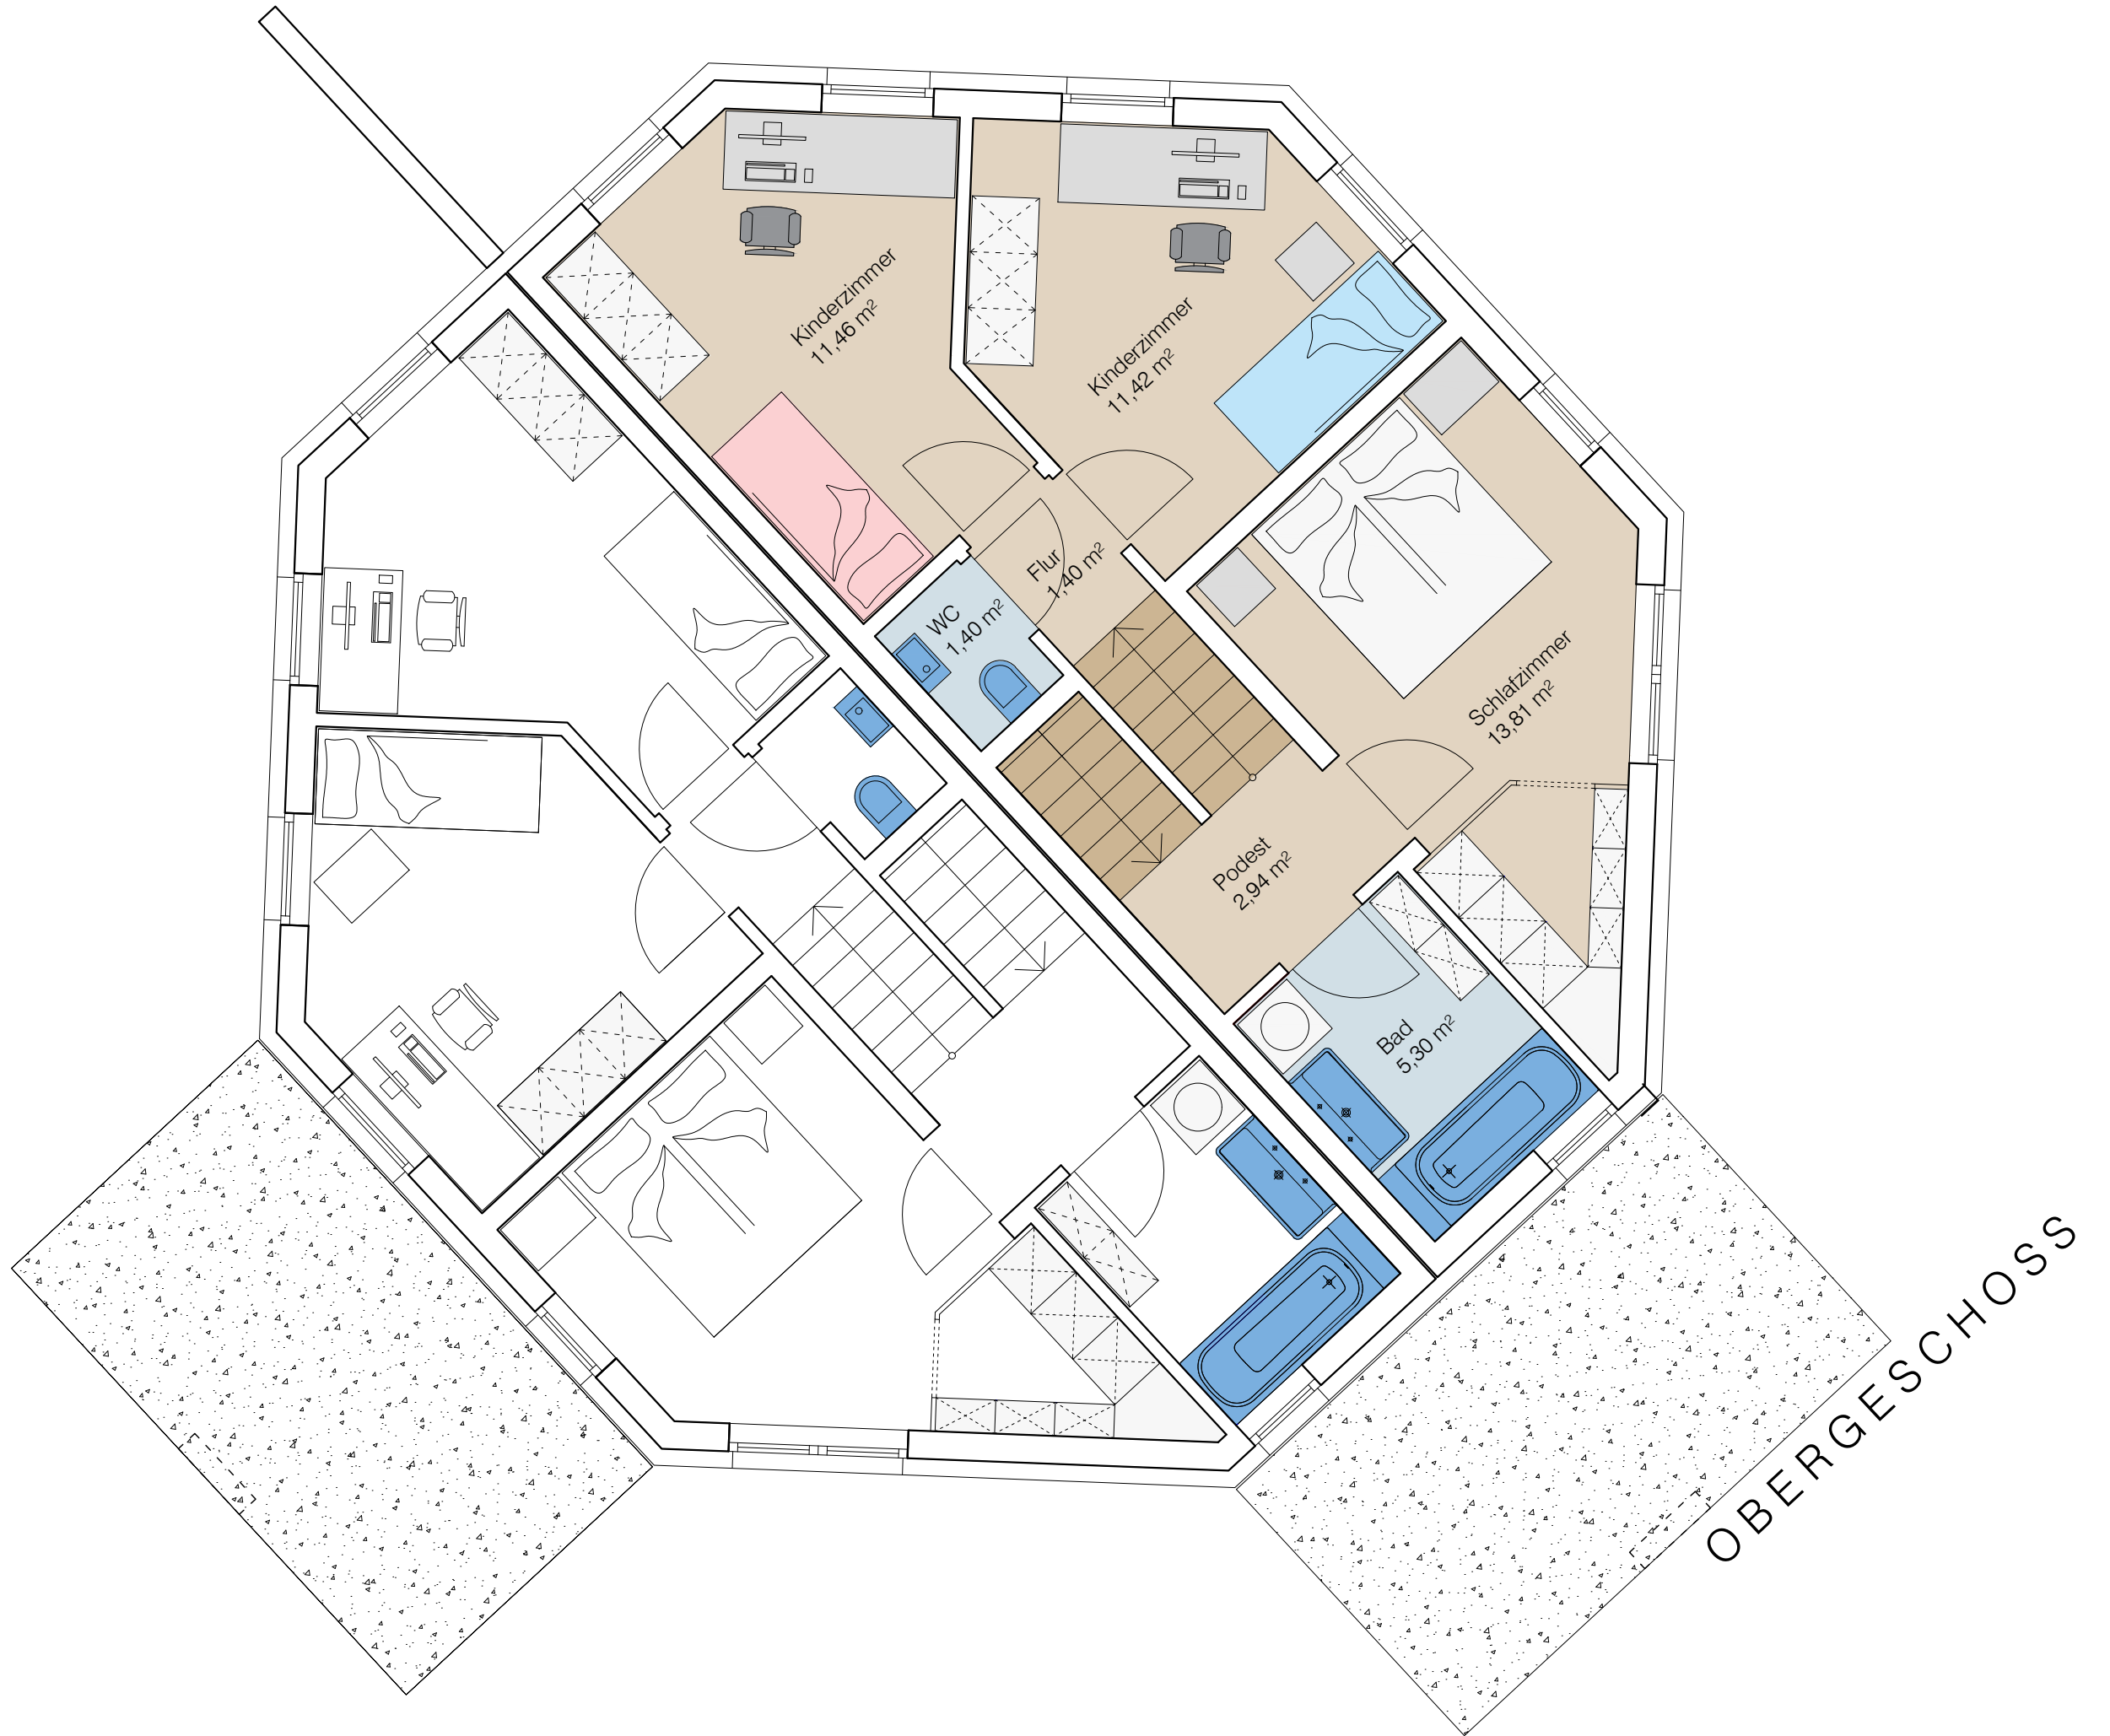 Kinderzimmer
11,46 m²
Kinderzimmer
11,42 m²
Flur
1,40 m²
WC
1,40 m²
Schlafzimmer
13,81 m²
Podest
2,94 m²
Bad
5,30 m²
OBERGESCHOSS